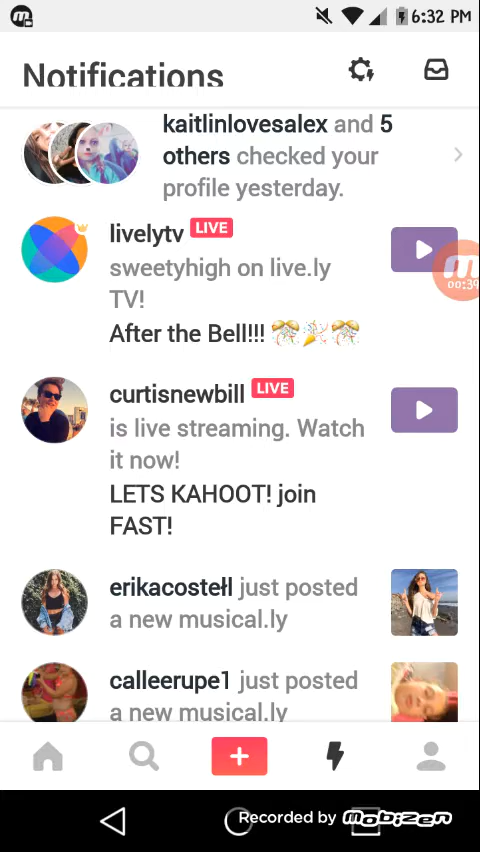 6:32 PM
Notifications
kaitlinlovesalex and 5
others checked your
profile yesterday.
livelytv LIVE
sweetyhigh on live.ly
TV!
After the Bell!!! 🎊🎉🎊
00:39
curtisnewbill LIVE
is live streaming. Watch
it now!
LETS KAHOOT! join
FAST!
erikacostełl just posted
a new musical.ly
calleerupe1 just posted
a new musical.ly
Recorded by Mobizen